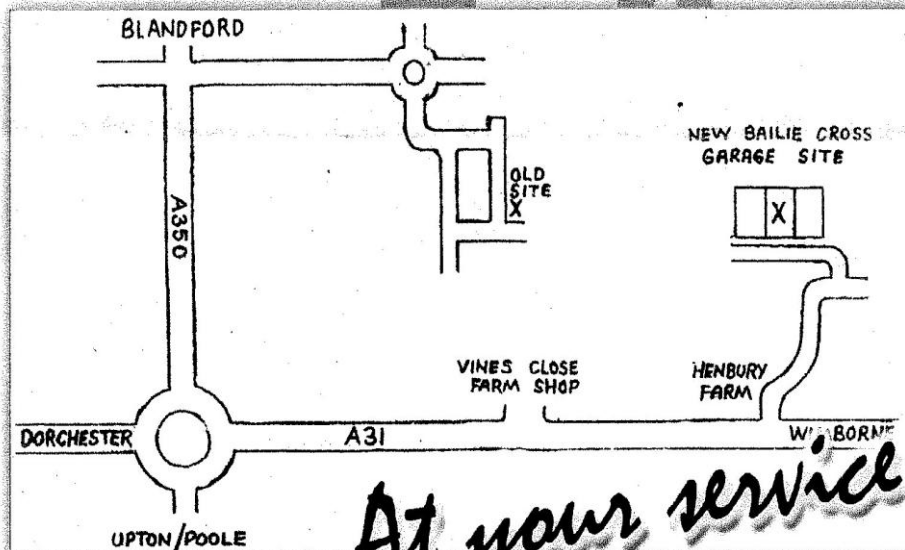 BLANDFORD
NEW BAILIE CROSS
GARAGE SITE
OLD
SITE
X
X
A350
VINES CLOSE
FARM SHOP
HENBURY
FARM
DORCHESTER
A31
WIMBORNE
UPTON/POOLE
At your service